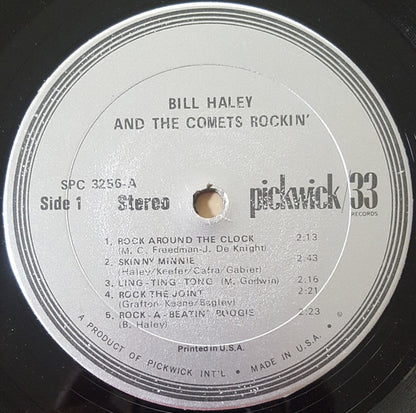 BILL HALEY
AND THE COMETS ROCKIN'
SPC 3256-A
Side 1 Stereo pickwick/33
RECORDS
1. ROCK AROUND THE CLOCK 2:13
(M. C. Freedman-J. De Knight)
2. SKINNY MINNIE 2:43
(Haley/Keefer/Cafra/Gabler)
3. LING-TING-TONG (M. Godwin) 2:16
4. ROCK THE JOINT 2:21
(Grafton-Keane/Bagley)
5. ROCK-A-BEATIN' BOOGIE 2:23
(B. Haley)
Printed in U.S.A.
A PRODUCT OF PICKWICK INT'L • MADE IN U.S.A. • ©